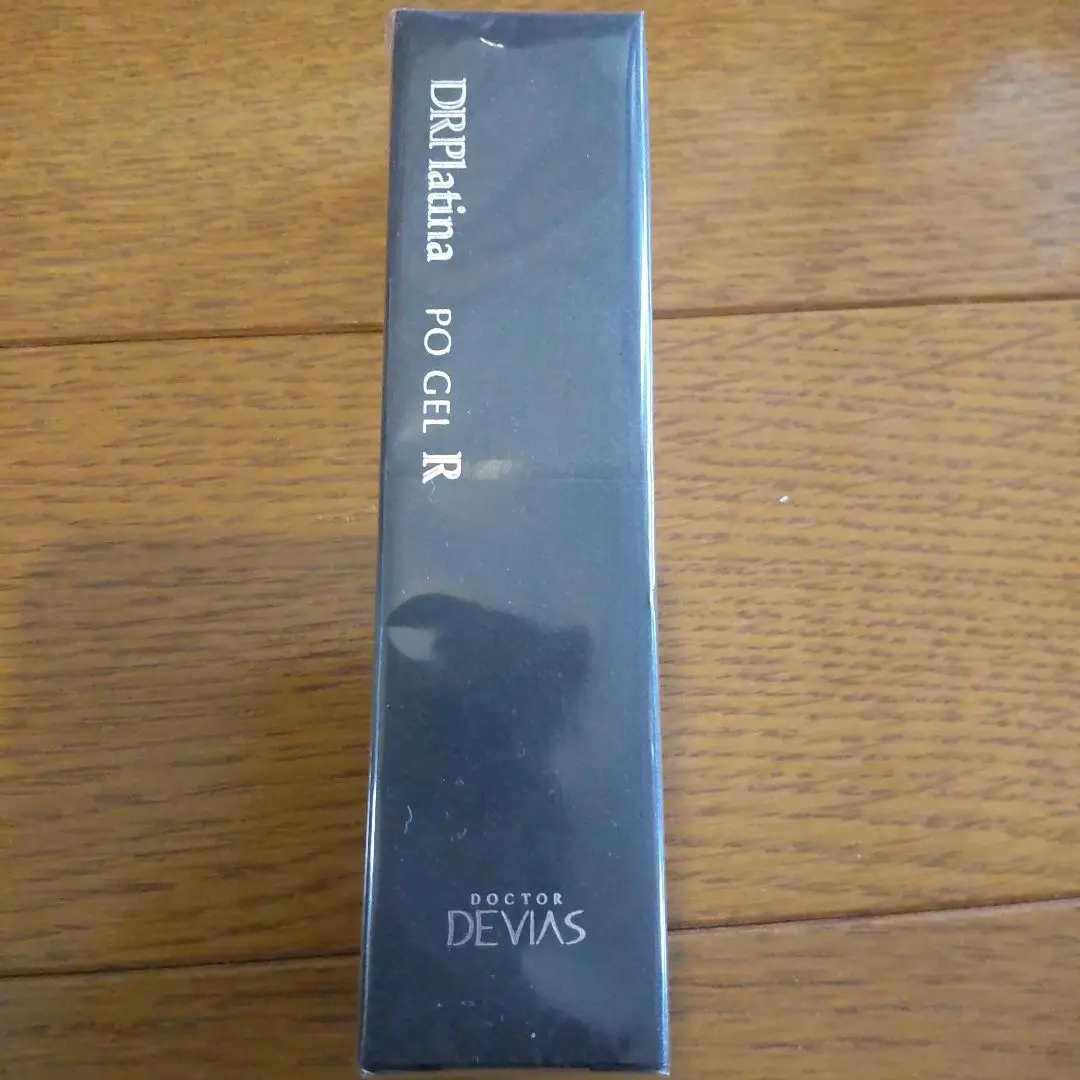 DRPlatina PO GEL R
DOCTOR
DEVIAS